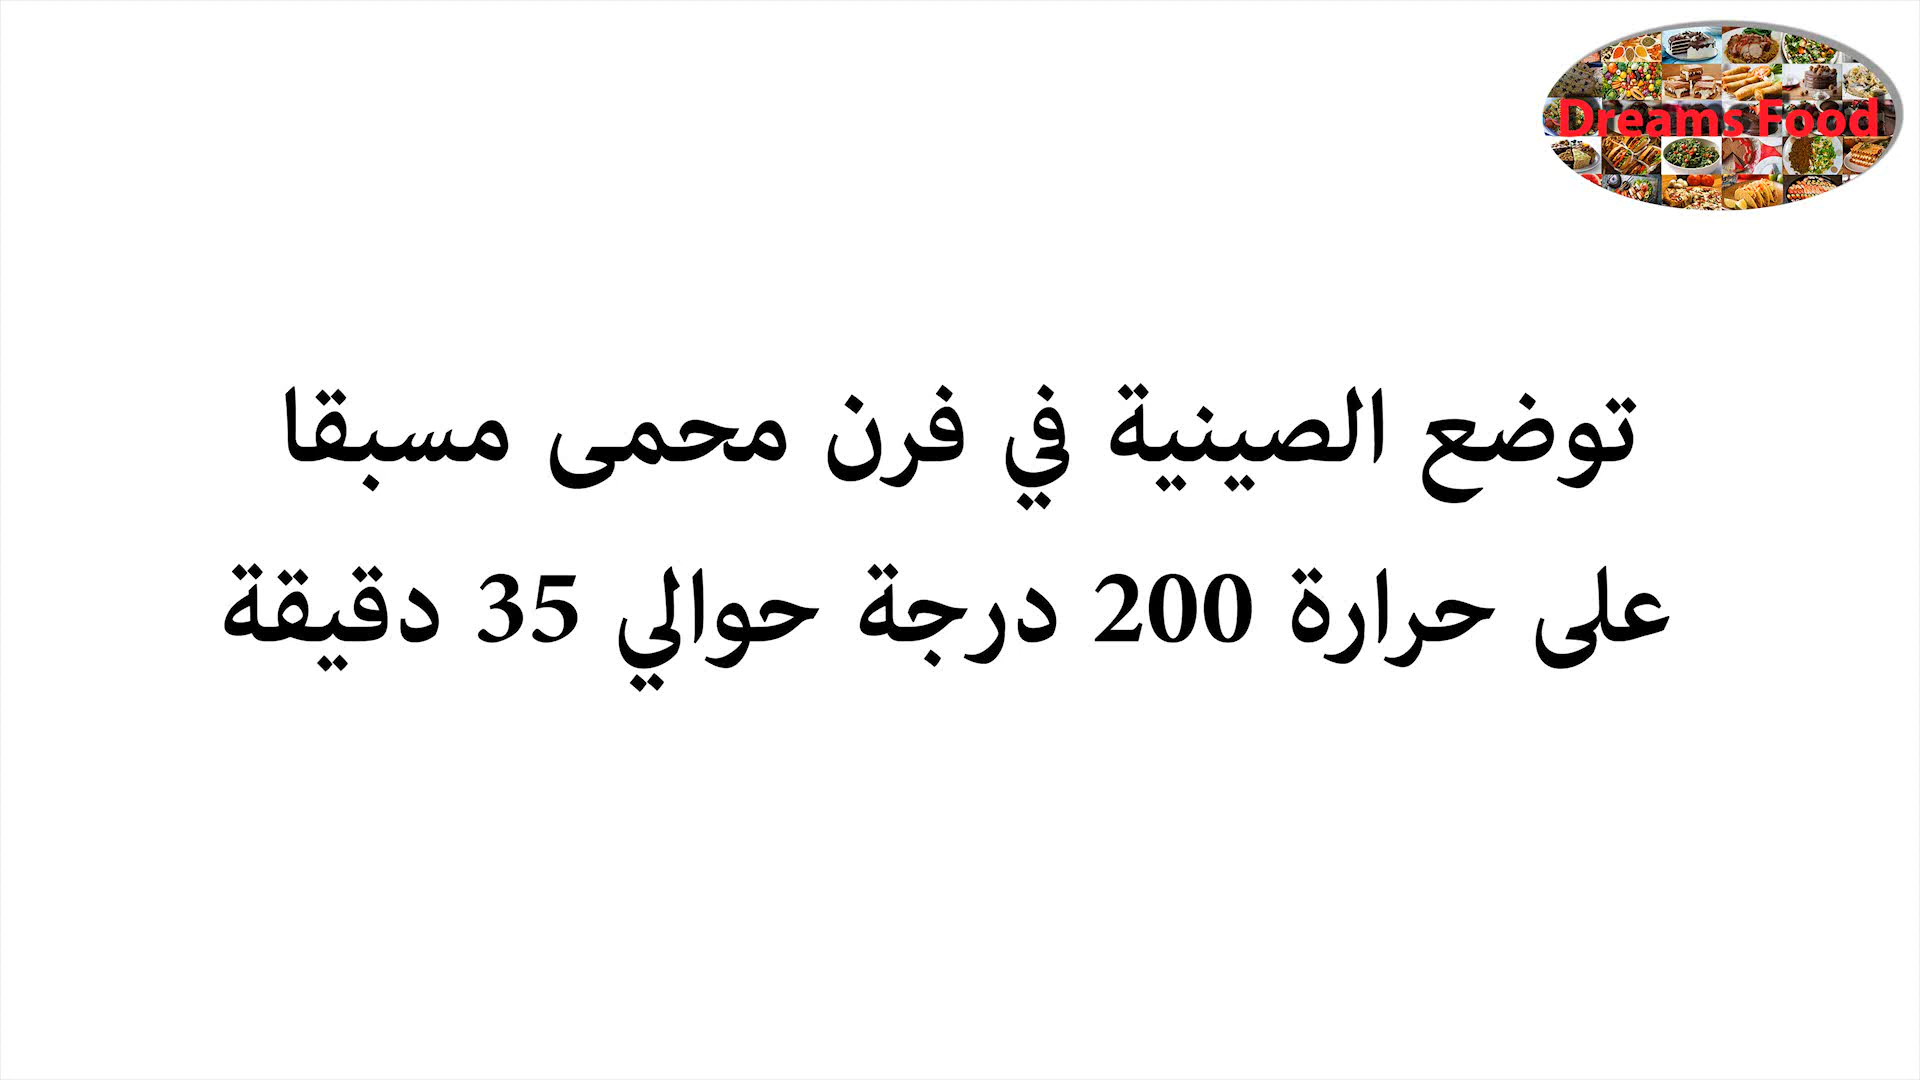 Dreams Food
توضع الصينية في فرن محمى مسبقا
على حرارة 200 درجة حوالي 35 دقيقة